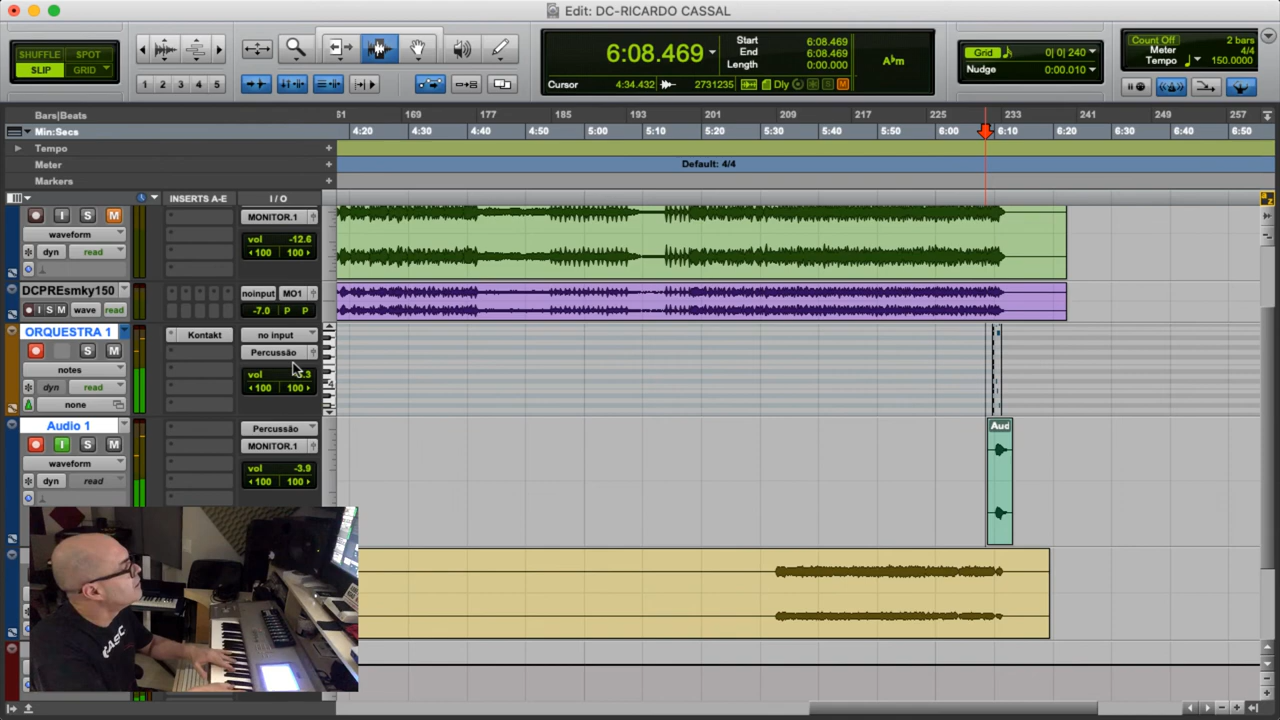 Edit: DC-RICARDO CASSAL
SHUFFLE SPOT
SLIP GRID
1 2 3 4 5
6:08.469
Start 6:08.469
End 6:08.469
Length 0:00.000
Cursor 4:34.432 2731235 Dly M
A♭m
Grid 0| 0| 240
Nudge 0:00.010
Count Off 2 bars
Meter 4/4
Tempo 150.0000
Bars|Beats 61 169 177 185 193 201 209 217 225 233 241 249 257
Min:Secs 4:20 4:30 4:40 4:50 5:00 5:10 5:20 5:30 5:40 5:50 6:00 6:10 6:20 6:30 6:40 6:50
Tempo
Meter Default: 4/4
Markers
INSERTS A-E I / O
I S M MONITOR.1
waveform vol -12.6
dyn read 100 100
DCPREsmky150 noinput MO1
I S M wave read -7.0 P P
ORQUESTRA 1 Kontakt no input
S M Percussão
notes vol .3
dyn read 100 100
none
4
Audio 1 Percussão Aud
I S M MONITOR.1
waveform vol -3.9
dyn read 100 100